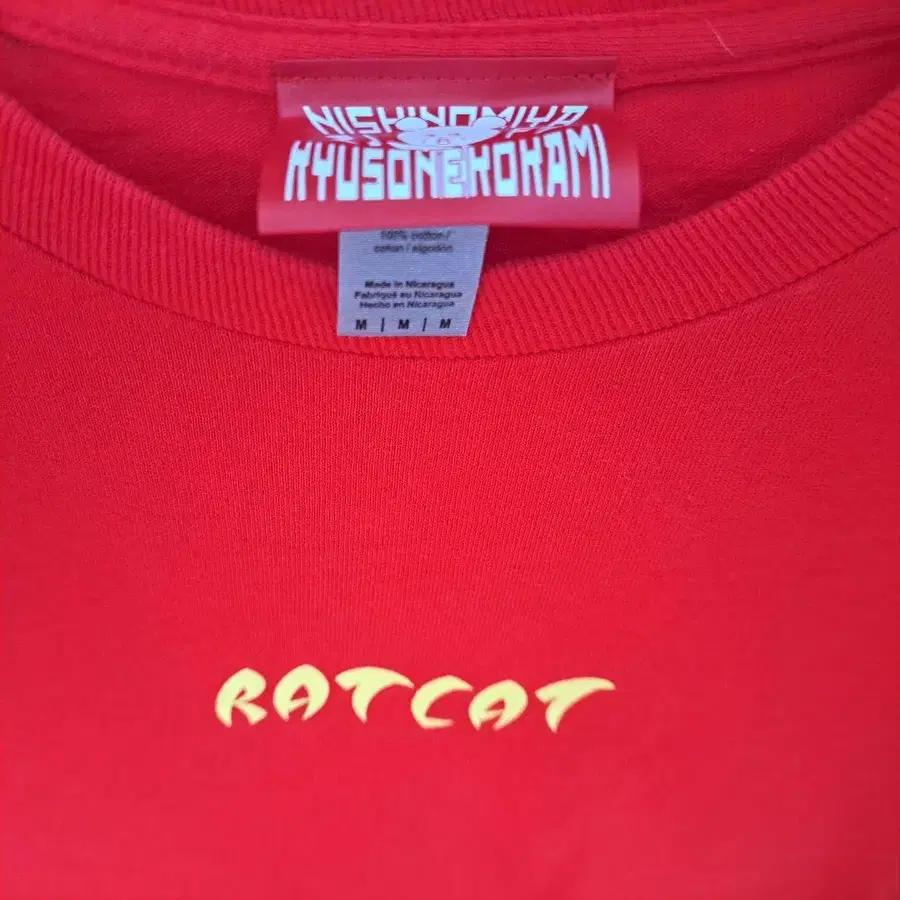 NISHINOMIYA
KYUSONEKOKAMI
100% cotton/
coton / algodón
Made in Nicaragua
Fabriqué au Nicaragua
Hecho en Nicaragua
M | M | M
RATCAT